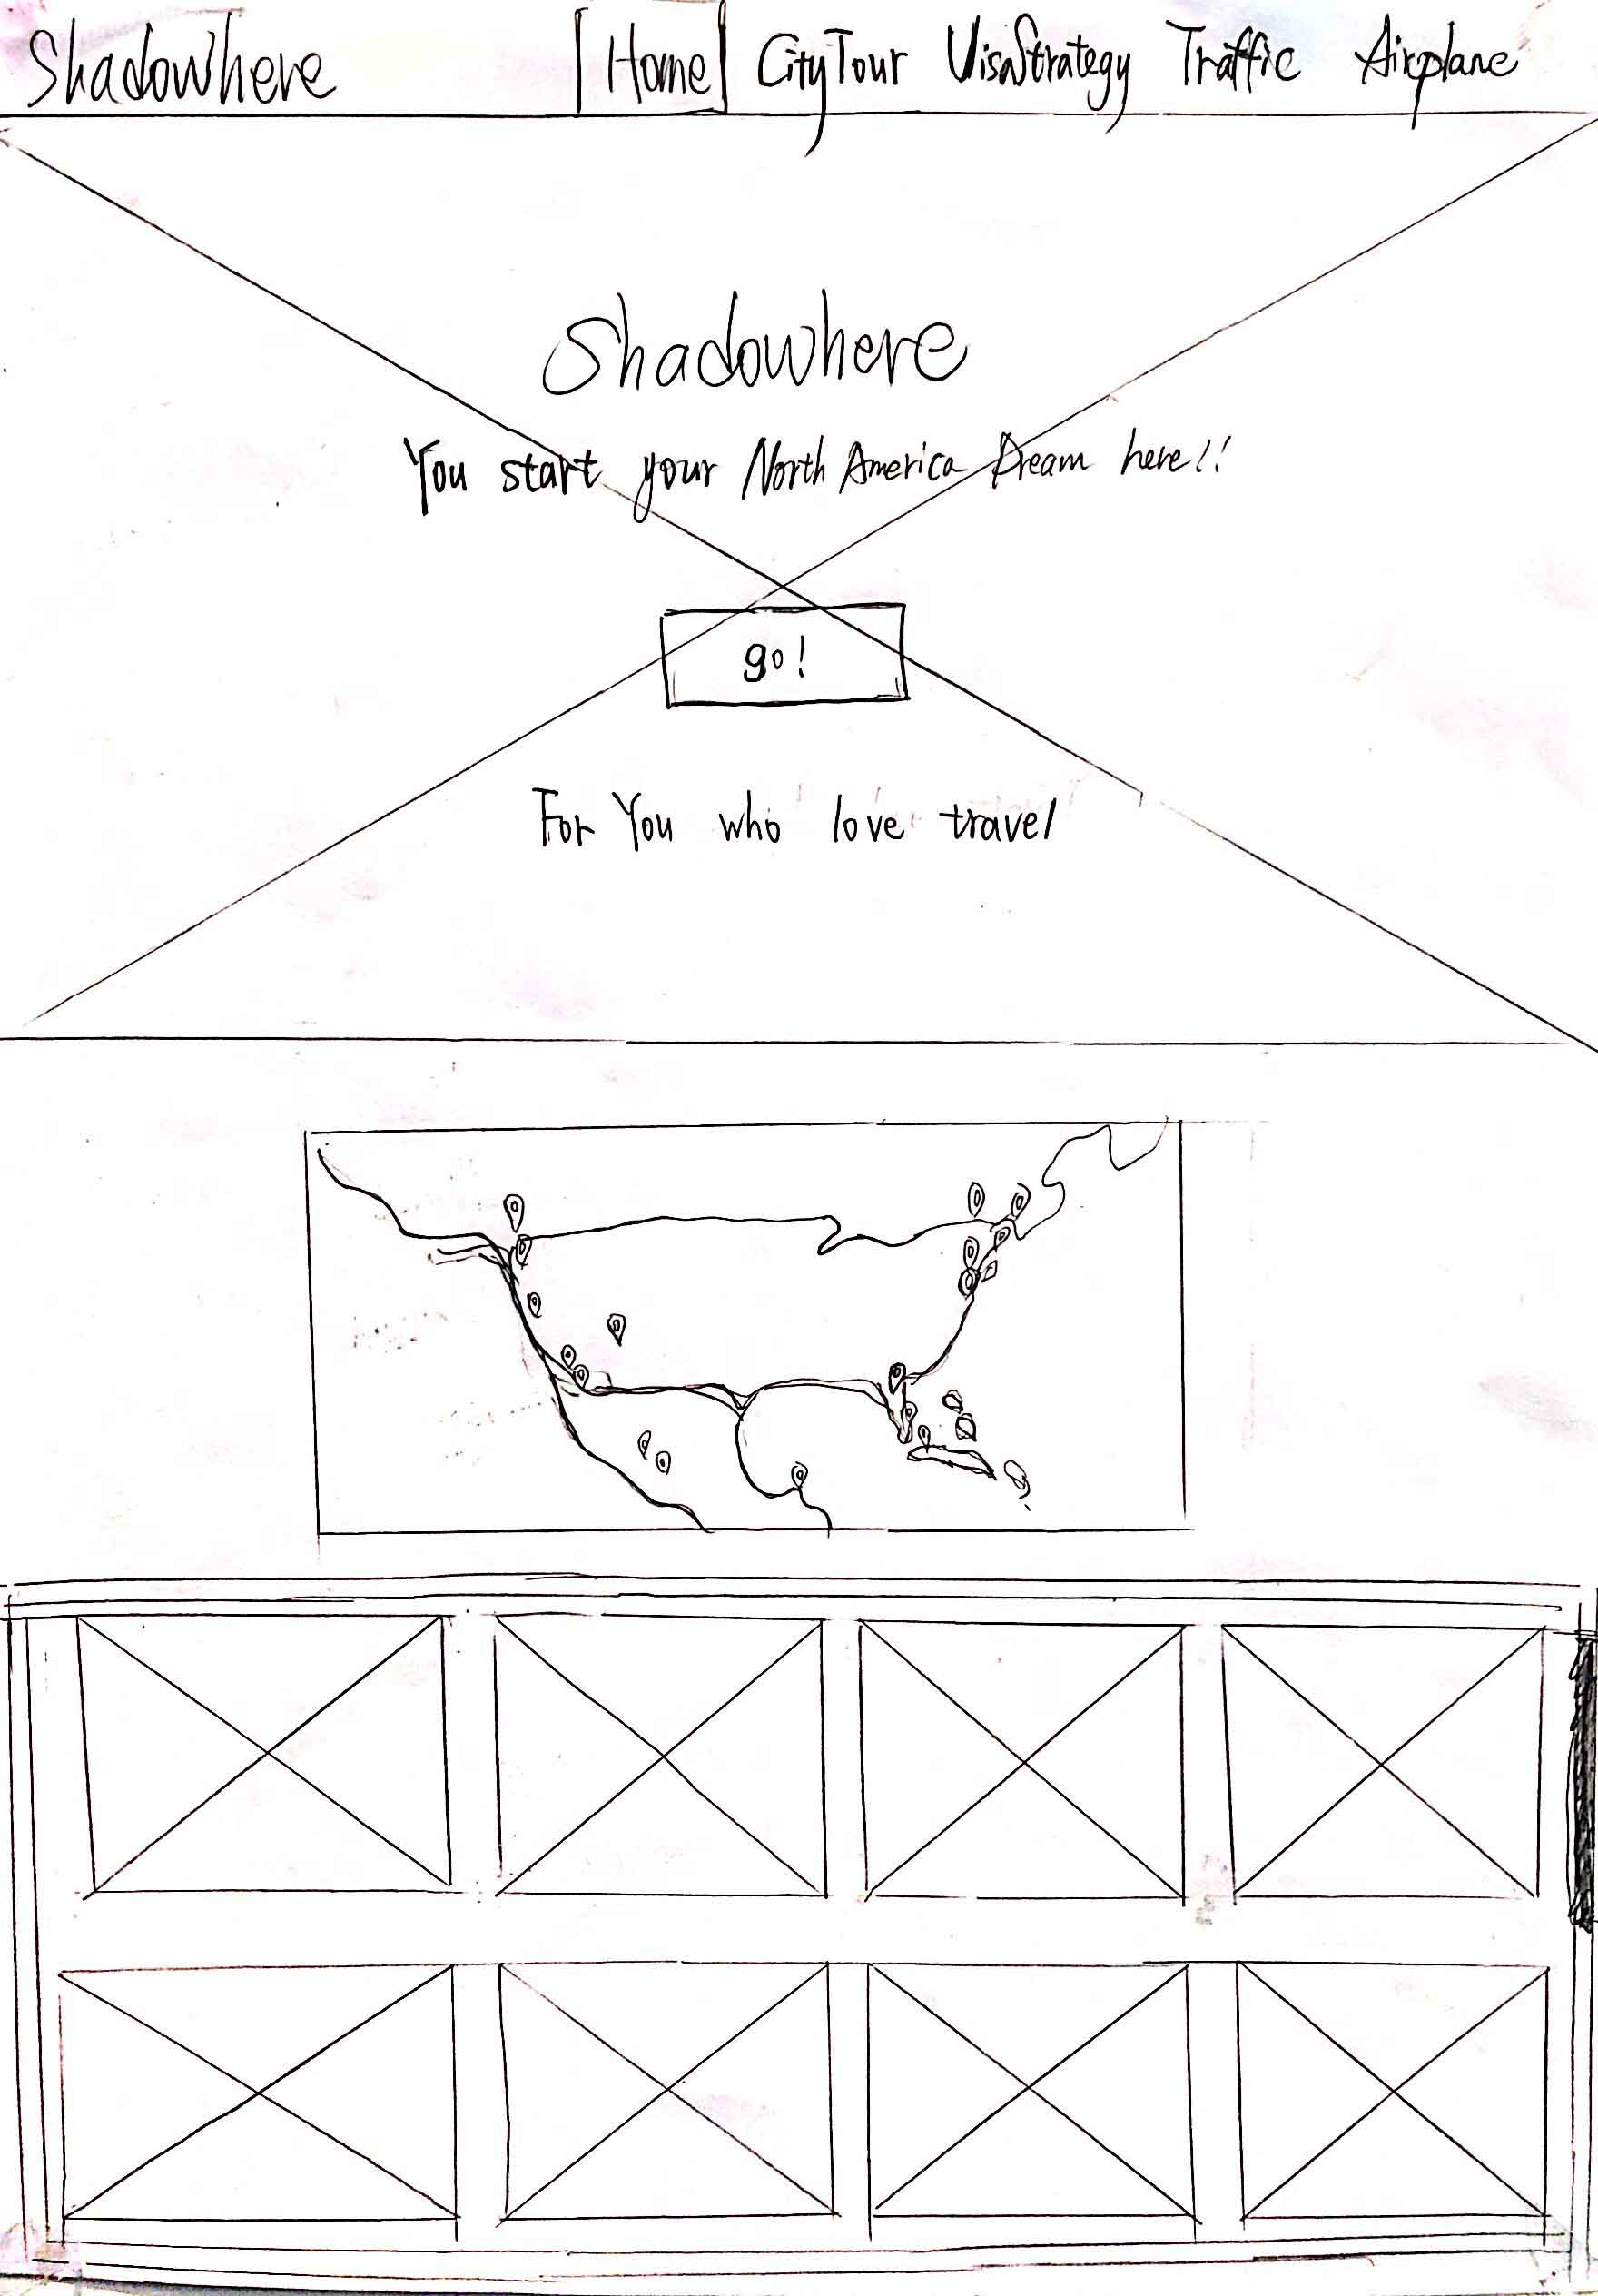 Shadowhere Home CityTour VisaStrategy Traffic Airplane
Shadowhere
You start your North America Dream here!!
go!
For You who love travel